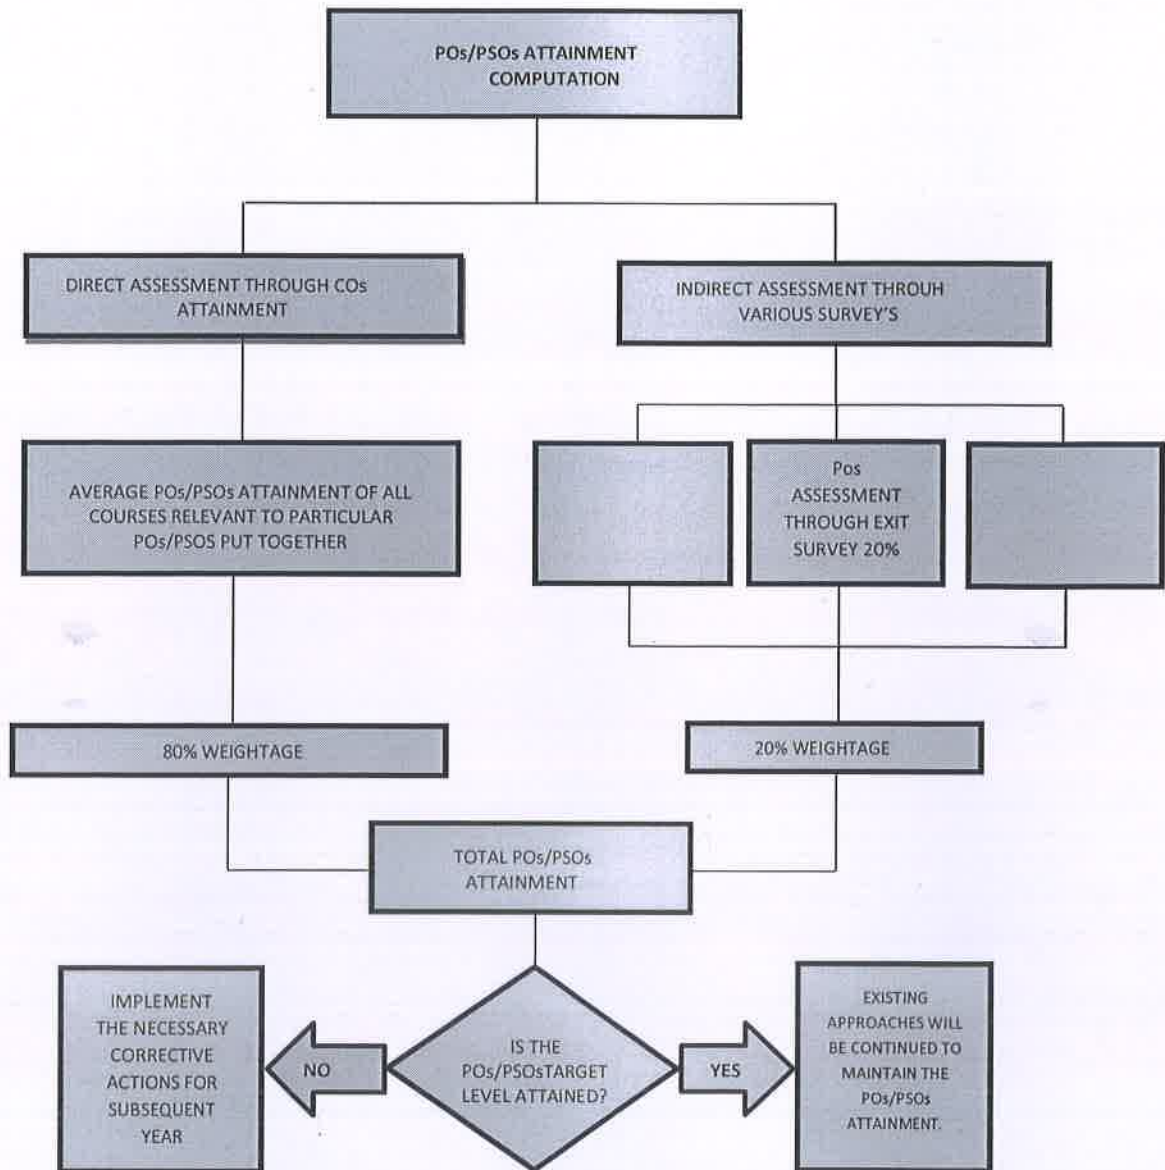 POs/PSOs ATTAINMENT
COMPUTATION
DIRECT ASSESSMENT THROUGH COs
ATTAINMENT
INDIRECT ASSESSMENT THROUH
VARIOUS SURVEY'S
AVERAGE POs/PSOs ATTAINMENT OF ALL
COURSES RELEVANT TO PARTICULAR
POs/PSOS PUT TOGETHER
Pos
ASSESSMENT
THROUGH EXIT
SURVEY 20%
80% WEIGHTAGE
20% WEIGHTAGE
TOTAL POs/PSOs
ATTAINMENT
IMPLEMENT
THE NECESSARY
CORRECTIVE
ACTIONS FOR
SUBSEQUENT
YEAR
NO
IS THE
POs/PSOsTARGET
LEVEL ATTAINED?
YES
EXISTING
APPROACHES WILL
BE CONTINUED TO
MAINTAIN THE
POs/PSOs
ATTAINMENT.